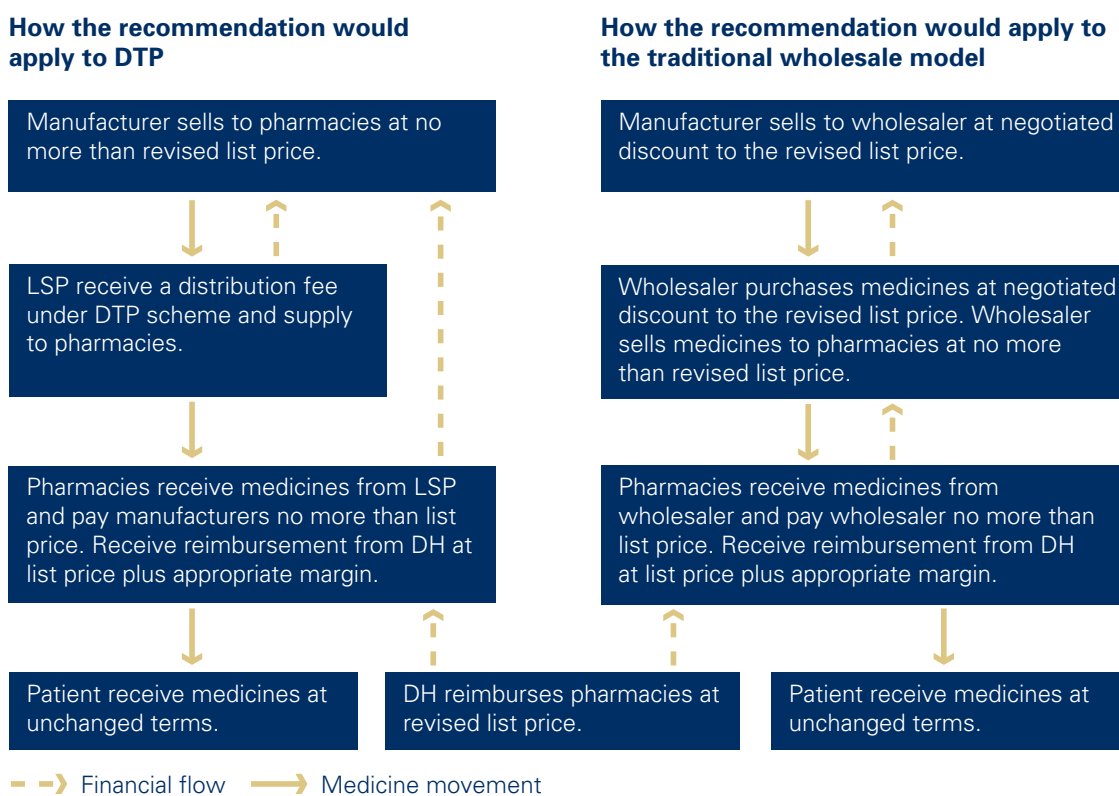 How the recommendation would
apply to DTP
Manufacturer sells to pharmacies at no
more than revised list price.
LSP receive a distribution fee
under DTP scheme and supply
to pharmacies.
Pharmacies receive medicines from LSP
and pay manufacturers no more than list
price. Receive reimbursement from DH at
list price plus appropriate margin.
Patient receive medicines at
unchanged terms.
DH reimburses pharmacies at
revised list price.
How the recommendation would apply to
the traditional wholesale model
Manufacturer sells to wholesaler at negotiated
discount to the revised list price.
Wholesaler purchases medicines at negotiated
discount to the revised list price. Wholesaler
sells medicines to pharmacies at no more
than revised list price.
Pharmacies receive medicines from
wholesaler and pay wholesaler no more than
list price. Receive reimbursement from DH
at list price plus appropriate margin.
Patient receive medicines at
unchanged terms.
Financial flow
Medicine movement